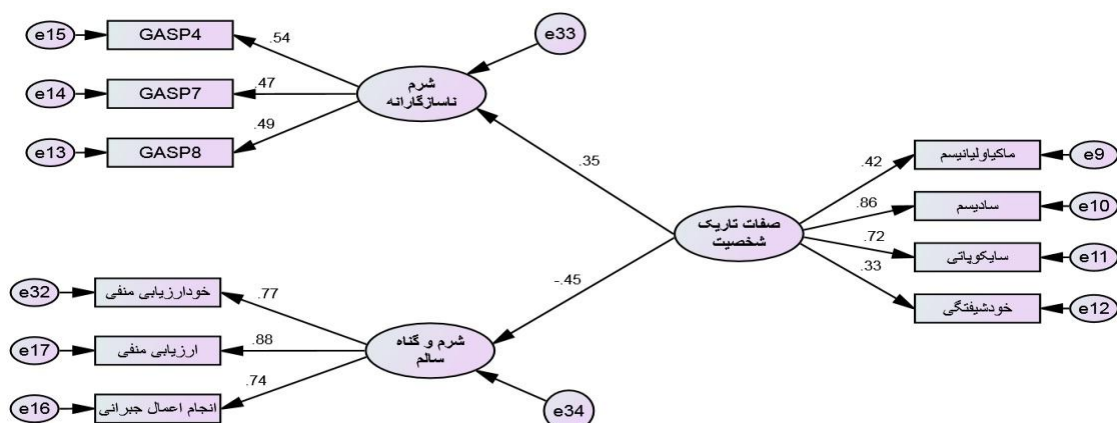 e15
GASP4
.54
e33
شرم
ناسازگارانه
e14
GASP7
.47
e13
GASP8
.49
.35
ماکیاولیانیسم
e9
.42
صفات تاریک
شخصیت
سادیسم
e10
.86
سایکوپاتی
e11
.72
خودشیفتگی
e12
.33
-.45
e32
خودارزیابی منفی
.77
شرم و گناه
سالم
e17
ارزیابی منفی
.88
e16
انجام اعمال جبرانی
.74
e34